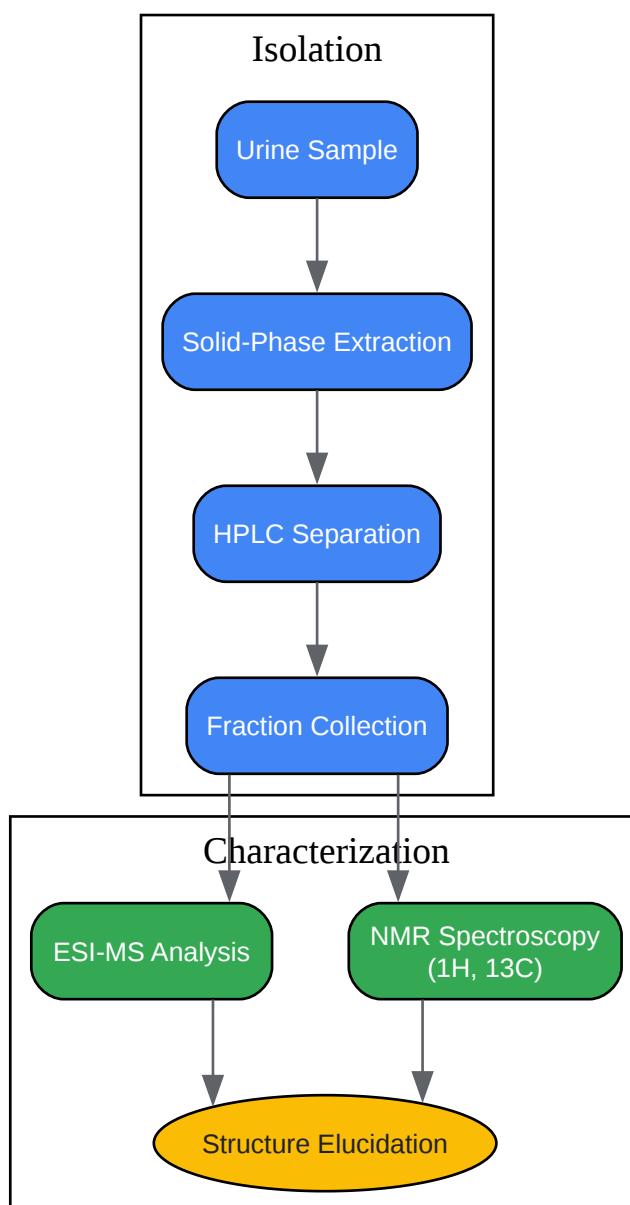 Isolation
Urine Sample
Solid-Phase Extraction
HPLC Separation
Fraction Collection
Characterization
ESI-MS Analysis
NMR Spectroscopy
(1H, 13C)
Structure Elucidation